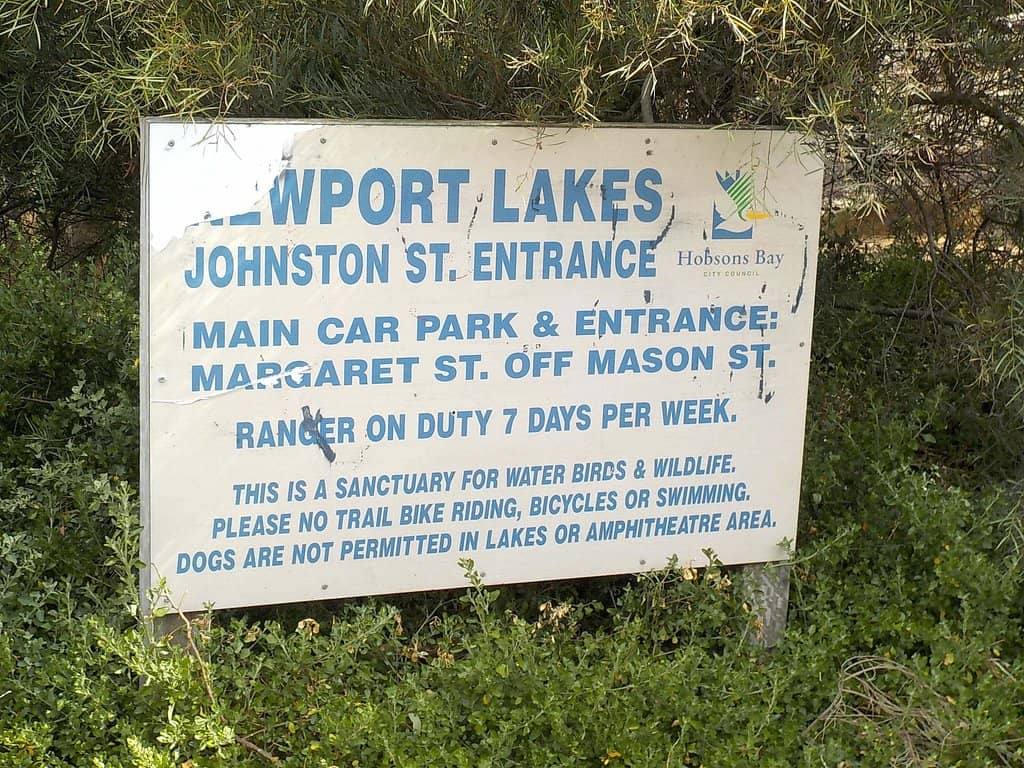 NEWPORT LAKES
JOHNSTON ST. ENTRANCE
Hobsons Bay
CITY COUNCIL
MAIN CAR PARK & ENTRANCE:
MARGARET ST. OFF MASON ST.
RANGER ON DUTY 7 DAYS PER WEEK.
THIS IS A SANCTUARY FOR WATER BIRDS & WILDLIFE.
PLEASE NO TRAIL BIKE RIDING, BICYCLES OR SWIMMING.
DOGS ARE NOT PERMITTED IN LAKES OR AMPHITHEATRE AREA.